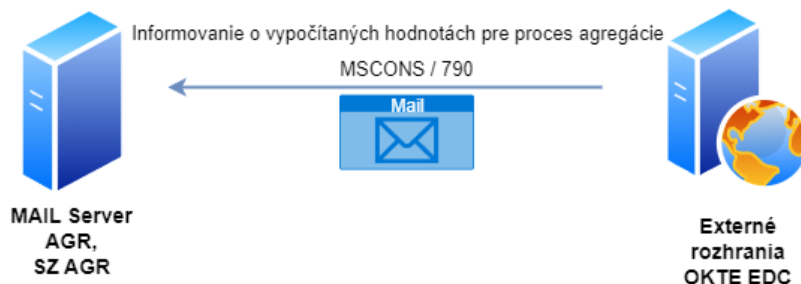 Informovanie o vypočítaných hodnotách pre proces agregácie
MSCONS / 790
Mail
MAIL Server
AGR,
SZ AGR
Externé
rozhrania
OKTE EDC